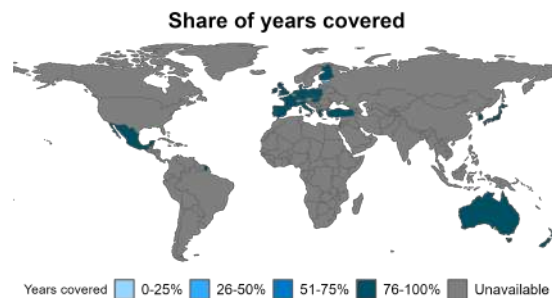 Share of years covered
Years covered 0-25% 26-50% 51-75% 76-100% Unavailable